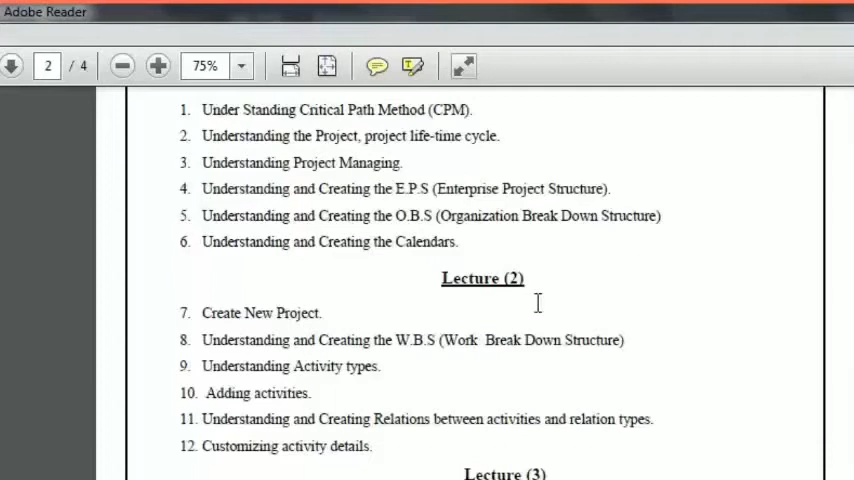 Adobe Reader
2 / 4 75%
1. Under Standing Critical Path Method (CPM).
2. Understanding the Project, project life-time cycle.
3. Understanding Project Managing.
4. Understanding and Creating the E.P.S (Enterprise Project Structure).
5. Understanding and Creating the O.B.S (Organization Break Down Structure)
6. Understanding and Creating the Calendars.
Lecture (2)
7. Create New Project.
8. Understanding and Creating the W.B.S (Work Break Down Structure)
9. Understanding Activity types.
10. Adding activities.
11. Understanding and Creating Relations between activities and relation types.
12. Customizing activity details.
Lecture (3)